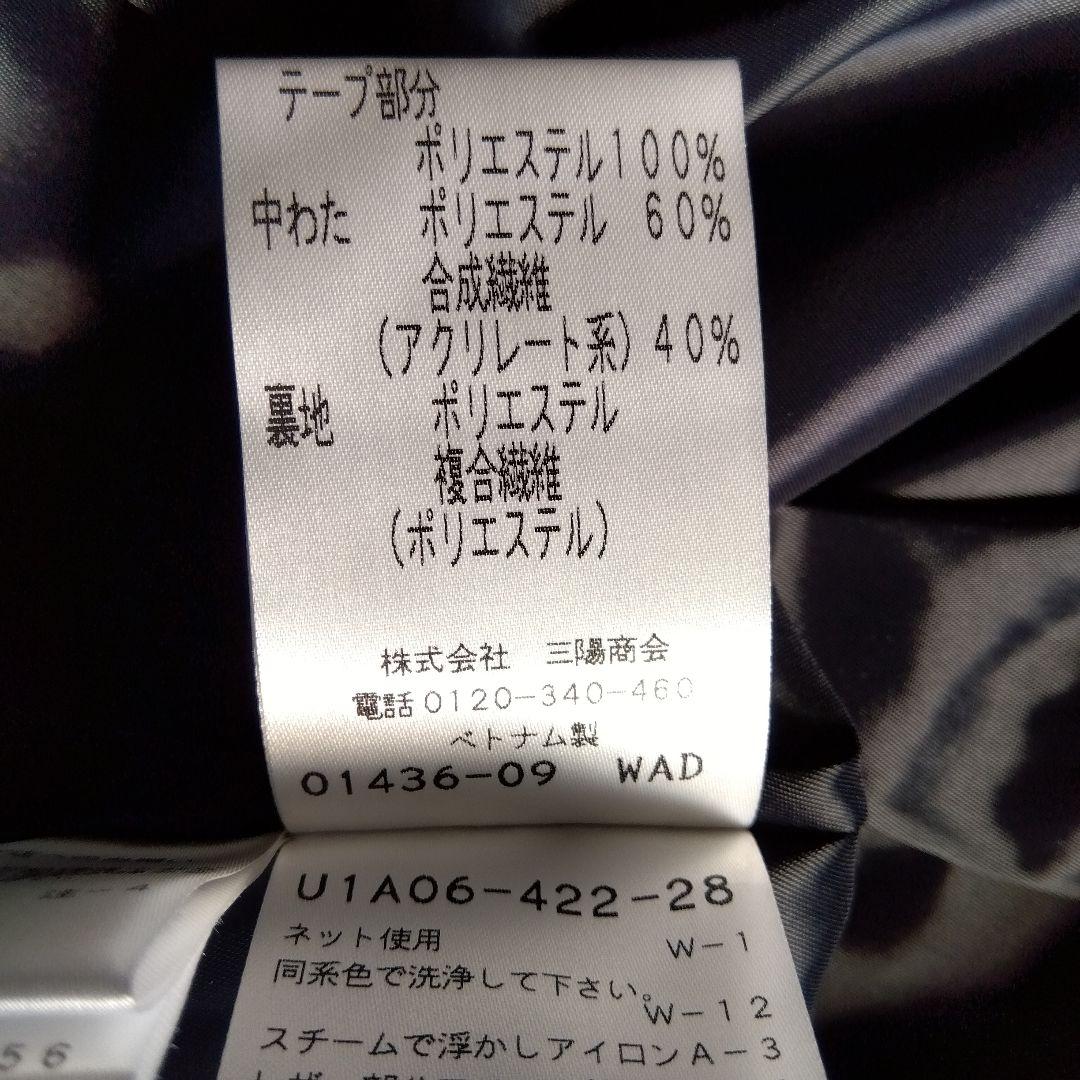 テープ部分
ポリエステル100%
中わた ポリエステル 60%
合成繊維
(アクリレート系) 40%
裏地 ポリエステル
複合繊維
(ポリエステル)
株式会社 三陽商会
電話0120-340-460
ベトナム製
01436-09 WAD
U1A06-422-28
ネット使用 W-1
同系色で洗浄して下さい。
W-12
スチームで浮かしアイロンA-3
56